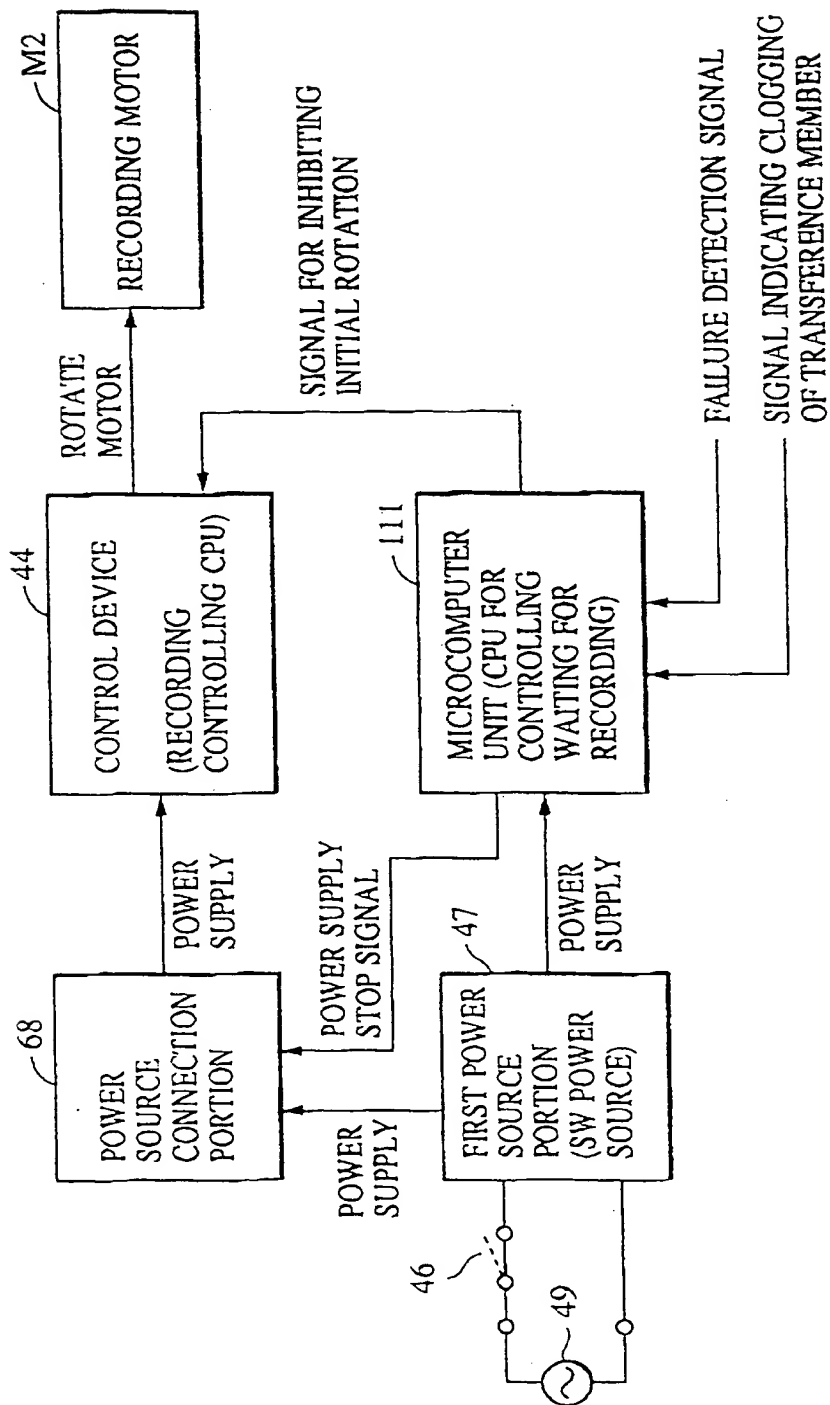 M2
RECORDING MOTOR
ROTATE
MOTOR
44
CONTROL DEVICE
(RECORDING
CONTROLLING CPU)
SIGNAL FOR INHIBITING
INITIAL ROTATION
POWER
SUPPLY
68
POWER
SOURCE
CONNECTION
PORTION
111
MICROCOMPUTER
UNIT (CPU FOR
CONTROLLING
WAITING FOR
RECORDING)
POWER SUPPLY
STOP SIGNAL
POWER
SUPPLY
POWER
SUPPLY
47
FIRST POWER
SOURCE
PORTION
(SW POWER
SOURCE)
46
49
FAILURE DETECTION SIGNAL
SIGNAL INDICATING CLOGGING
OF TRANSFERENCE MEMBER